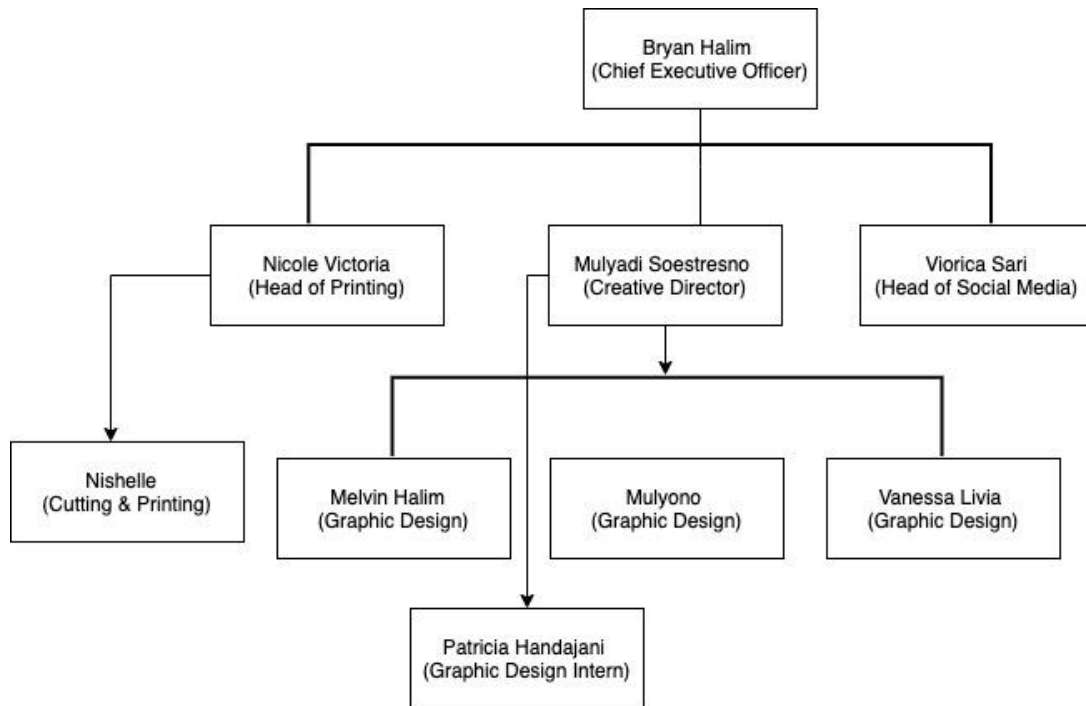 Bryan Halim
(Chief Executive Officer)
Nicole Victoria
(Head of Printing)
Mulyadi Soestresno
(Creative Director)
Viorica Sari
(Head of Social Media)
Nishelle
(Cutting & Printing)
Melvin Halim
(Graphic Design)
Mulyono
(Graphic Design)
Vanessa Livia
(Graphic Design)
Patricia Handajani
(Graphic Design Intern)